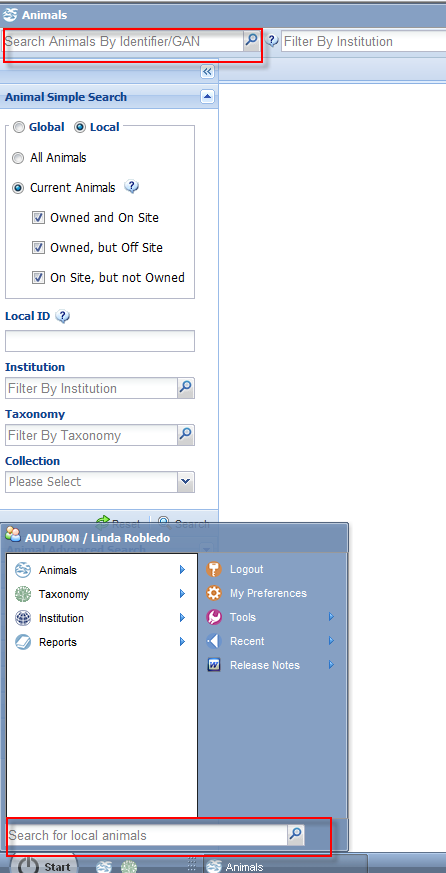 Animals
Search Animals By Identifier/GAN Filter By Institution
Animal Simple Search
Global Local
All Animals
Current Animals
Owned and On Site
Owned, but Off Site
On Site, but not Owned
Local ID
Institution
Filter By Institution
Taxonomy
Filter By Taxonomy
Collection
Please Select
Reset Search
AUDUBON / Linda Robledo
Animal Advanced Search
Animals
Taxonomy
Institution
Reports
Logout
My Preferences
Tools
Recent
Release Notes
Search for local animals
Start Animals